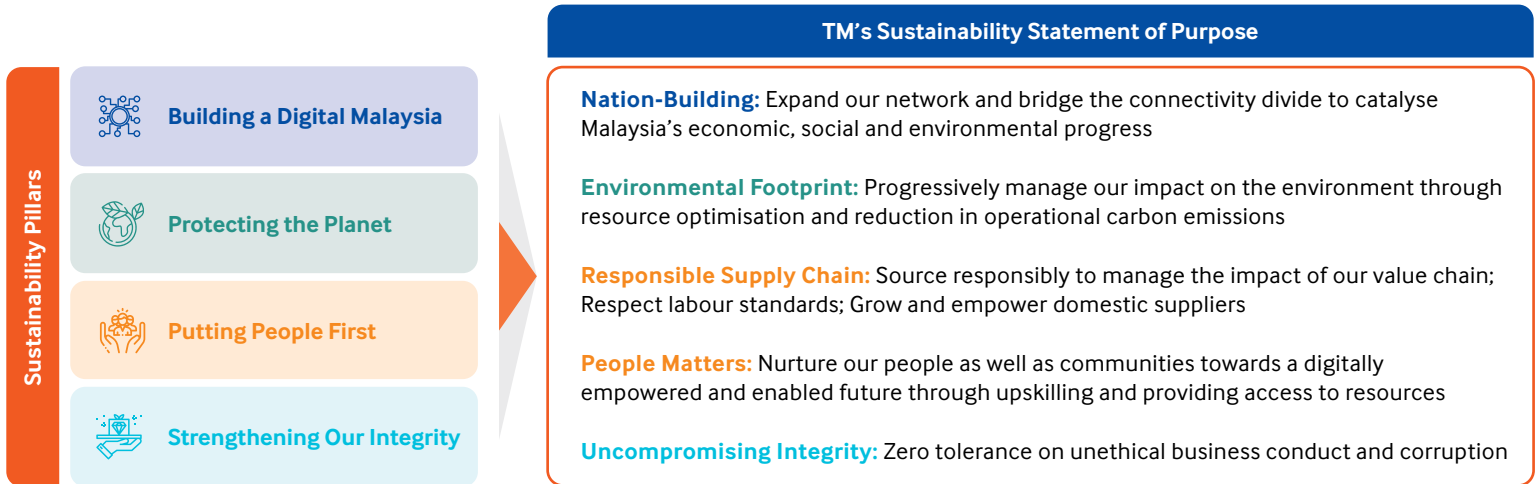 Sustainability Pillars
Building a Digital Malaysia
Protecting the Planet
Putting People First
Strengthening Our Integrity
TM's Sustainability Statement of Purpose
Nation-Building: Expand our network and bridge the connectivity divide to catalyse
Malaysia's economic, social and environmental progress
Environmental Footprint: Progressively manage our impact on the environment through
resource optimisation and reduction in operational carbon emissions
Responsible Supply Chain: Source responsibly to manage the impact of our value chain;
Respect labour standards; Grow and empower domestic suppliers
People Matters: Nurture our people as well as communities towards a digitally
empowered and enabled future through upskilling and providing access to resources
Uncompromising Integrity: Zero tolerance on unethical business conduct and corruption